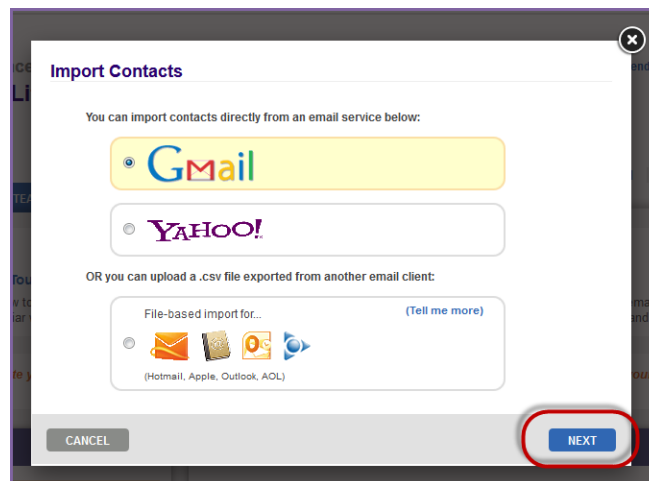 Import Contacts
You can import contacts directly from an email service below:
Gmail
YAHOO!
OR you can upload a .csv file exported from another email client:
File-based import for... (Tell me more)
(Hotmail, Apple, Outlook, AOL)
CANCEL NEXT